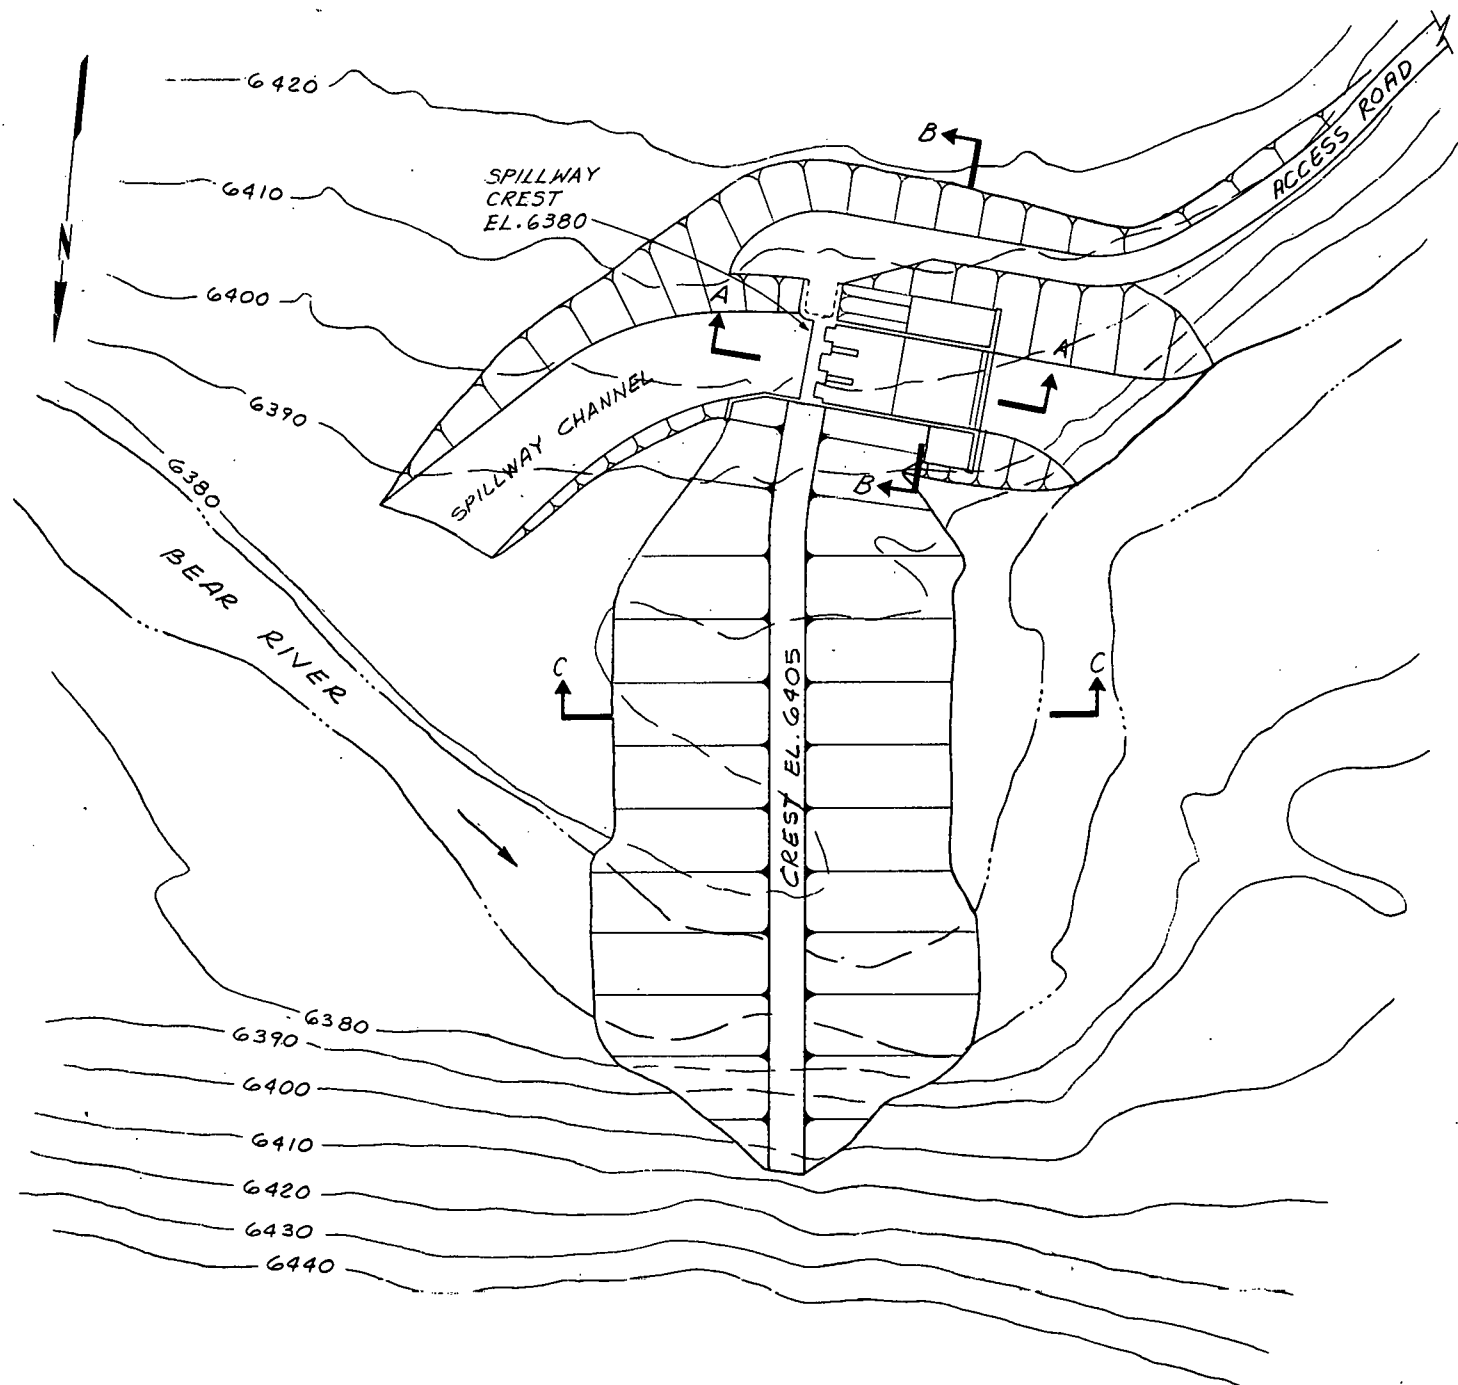 6420
B
ACCESS ROAD
SPILLWAY
CREST
EL. 6380
6410
N
6400
A
A
6390
SPILLWAY CHANNEL
6380
B
BEAR RIVER
C
C
CREST EL. 6405
6380
6390
6400
6410
6420
6430
6440